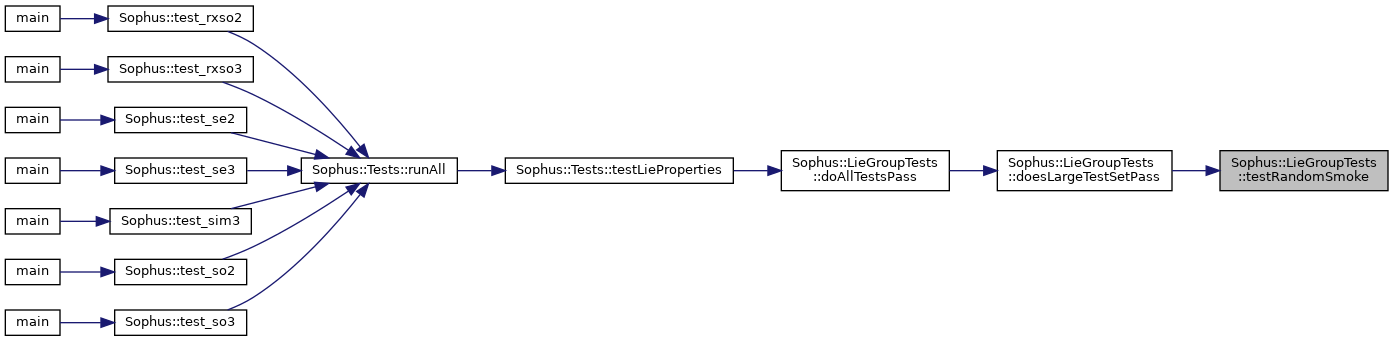 main
Sophus::test_rxso2
main
Sophus::test_rxso3
main
Sophus::test_se2
main
Sophus::test_se3
main
Sophus::test_sim3
main
Sophus::test_so2
main
Sophus::test_so3
Sophus::Tests::runAll
Sophus::Tests::testLieProperties
Sophus::LieGroupTests
::doAllTestsPass
Sophus::LieGroupTests
::doesLargeTestSetPass
Sophus::LieGroupTests
::testRandomSmoke